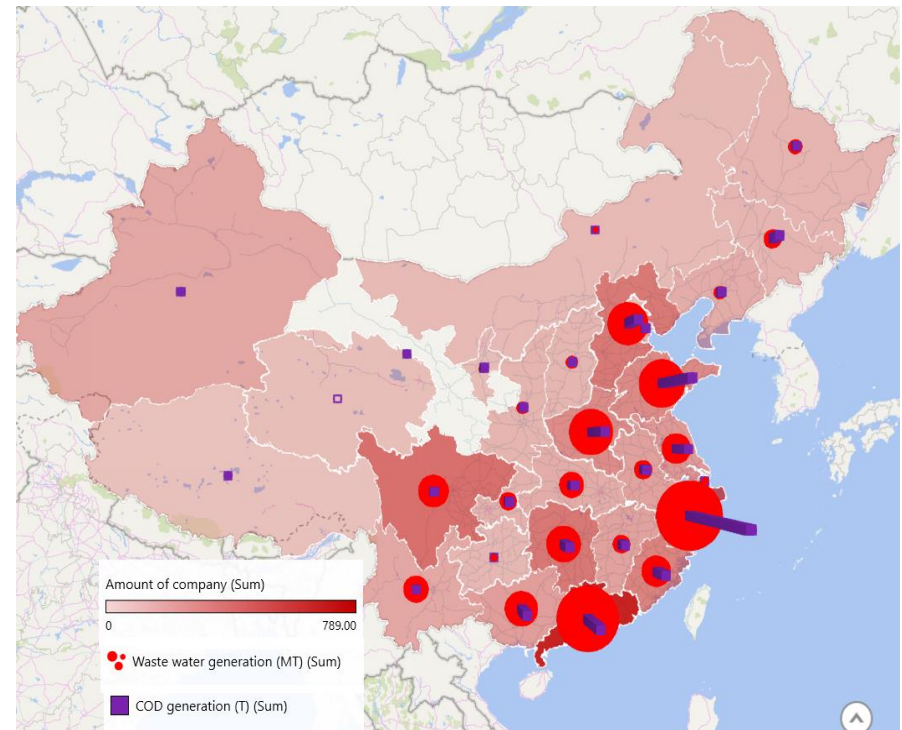 Amount of company (Sum)
0 789.00
Waste water generation (MT) (Sum)
COD generation (T) (Sum)